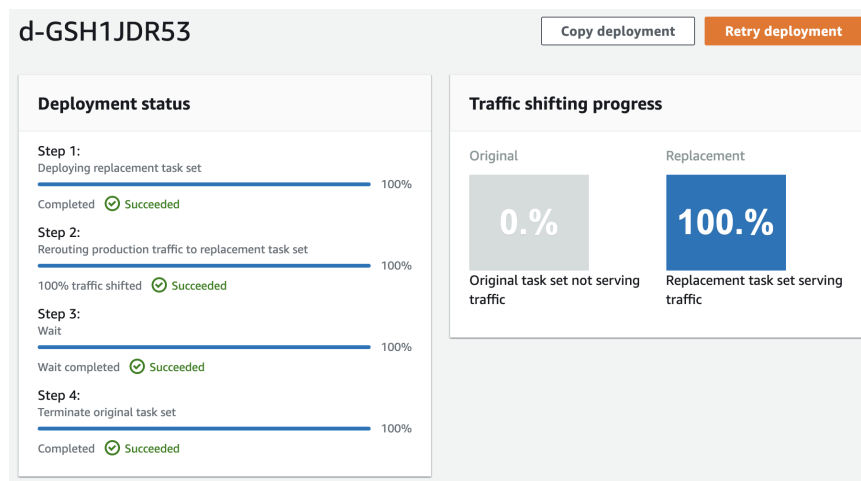 d-GSH1JDR53
Copy deployment
Retry deployment
Deployment status
Step 1:
Deploying replacement task set
100%
Completed Succeeded
Step 2:
Rerouting production traffic to replacement task set
100%
100% traffic shifted Succeeded
Step 3:
Wait
100%
Wait completed Succeeded
Step 4:
Terminate original task set
100%
Completed Succeeded
Traffic shifting progress
Original
0.%
Original task set not serving
traffic
Replacement
100.%
Replacement task set serving
traffic